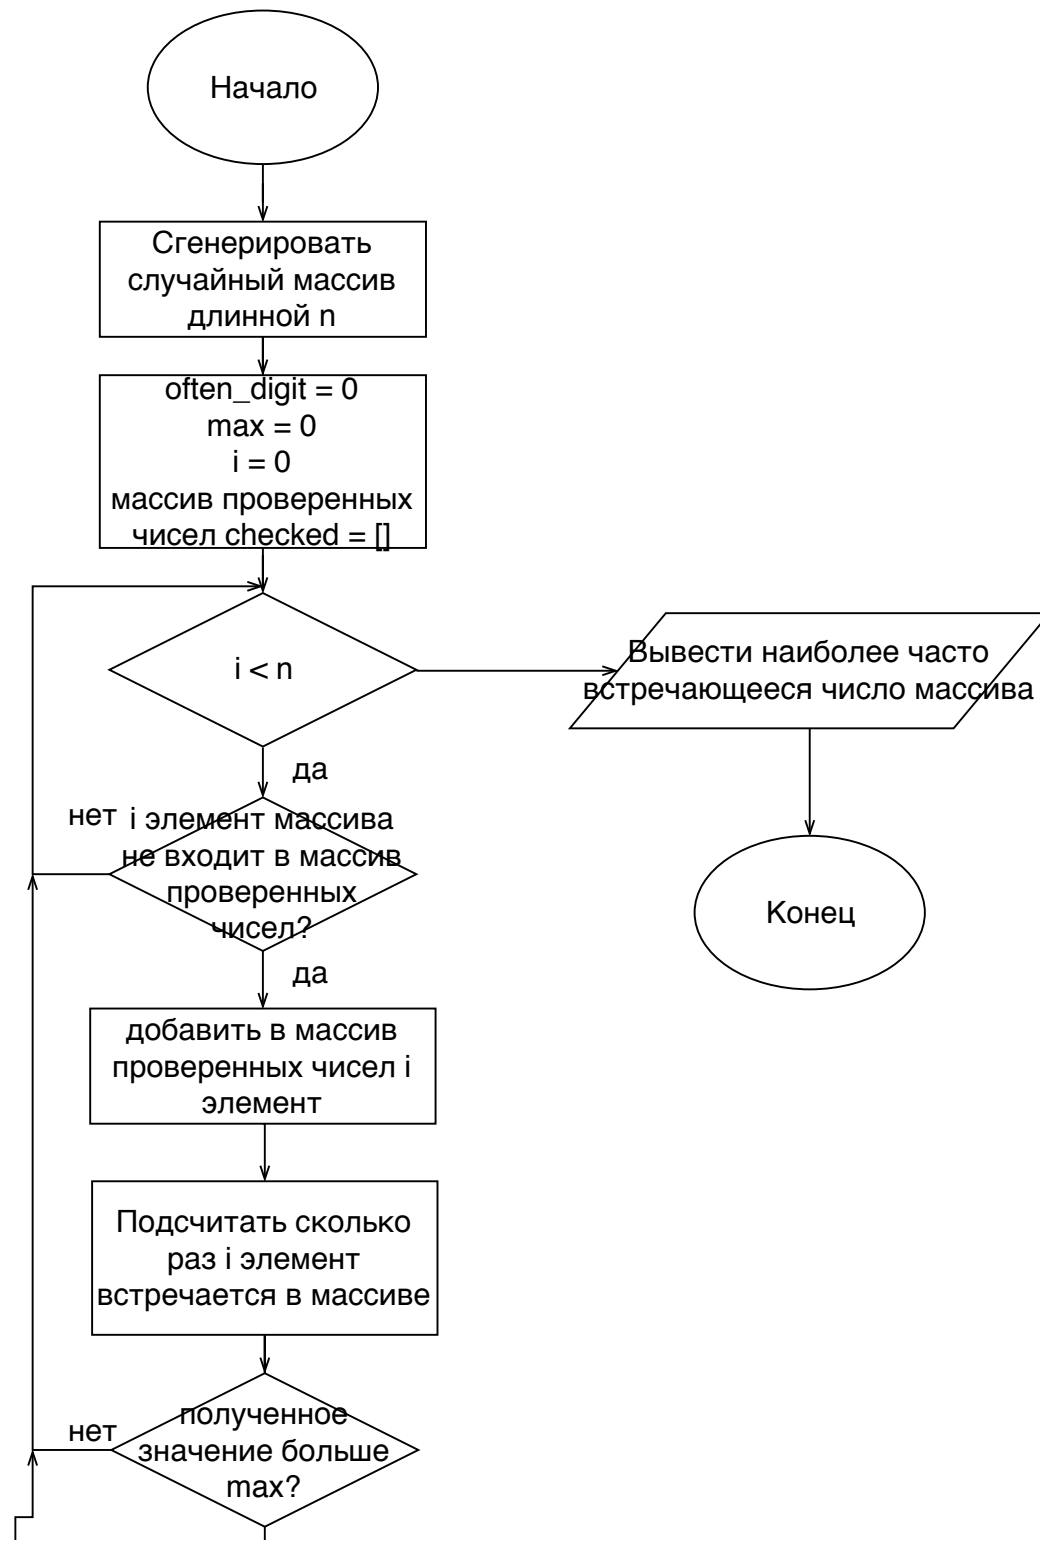 Начало
Сгенерировать
случайный массив
длинной n
often_digit = 0
max = 0
i = 0
массив проверенных
чисел checked = []
i < n
Вывести наиболее часто
встречающееся число массива
да
нет
i элемент массива
не входит в массив
проверенных
чисел?
Конец
да
добавить в массив
проверенных чисел i
элемент
Подсчитать сколько
раз i элемент
встречается в массиве
нет
полученное
значение больше
max?